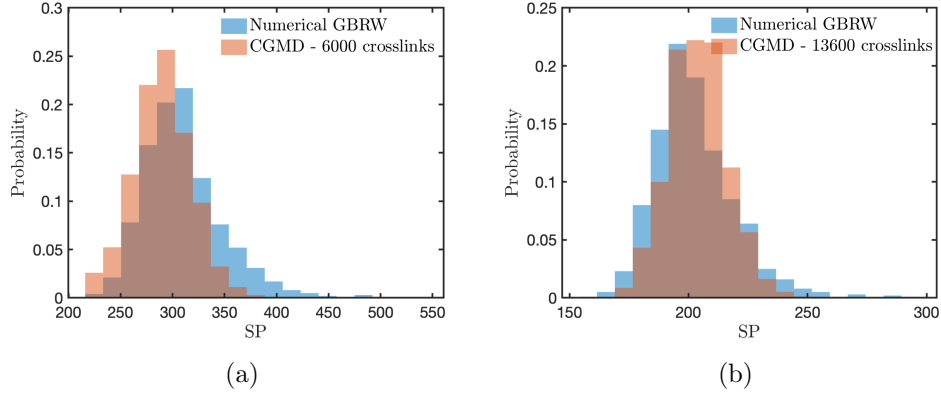 0.3
0.25
0.2
0.15
0.1
0.05
0
Probability
Numerical GBRW
CGMD - 6000 crosslinks
200 250 300 350 400 450 500 550
SP
(a)
0.25
0.2
0.15
0.1
0.05
0
Probability
Numerical GBRW
CGMD - 13600 crosslinks
150 200 250 300
SP
(b)